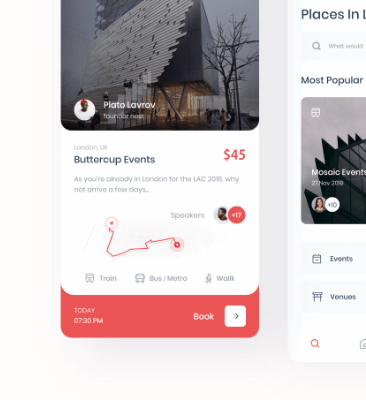 Plato Lavrov
founder nest
London, UK
Buttercup Events
$45
As you're already in London for the LAC 2018, why
not arrive a few days...
Speakers
+17
Train
Bus / Metro
Walk
TODAY
07:30 PM
Book
Places In L
What would
Most Popular
Mosaic Events
27 Nov 2018
+10
Events
Venues